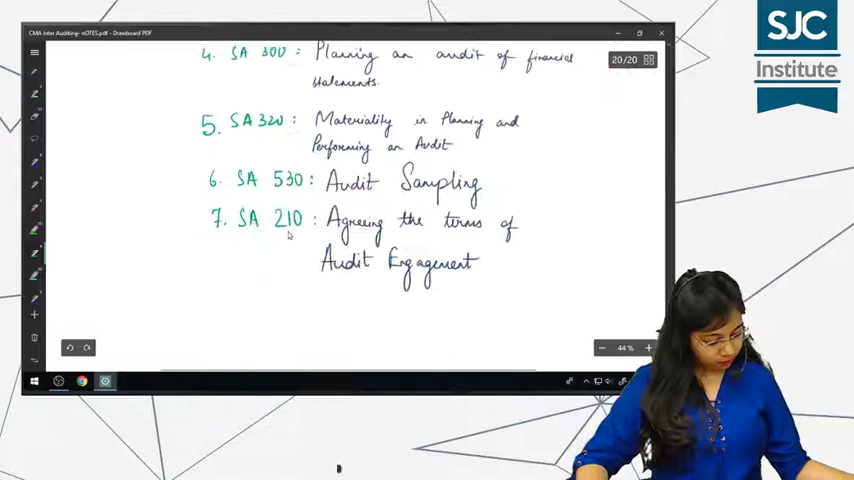 CMA Inter Auditing- nOTES.pdf - Drawboard PDF
SJC
Institute
20/20
4. SA 300 : Planning an audit of financial
statements.
5. SA 320 : Materiality in Planning and
Performing an Audit
6. SA 530 : Audit Sampling
7. SA 210 : Agreeing the terms of
Audit Engagement
44 %